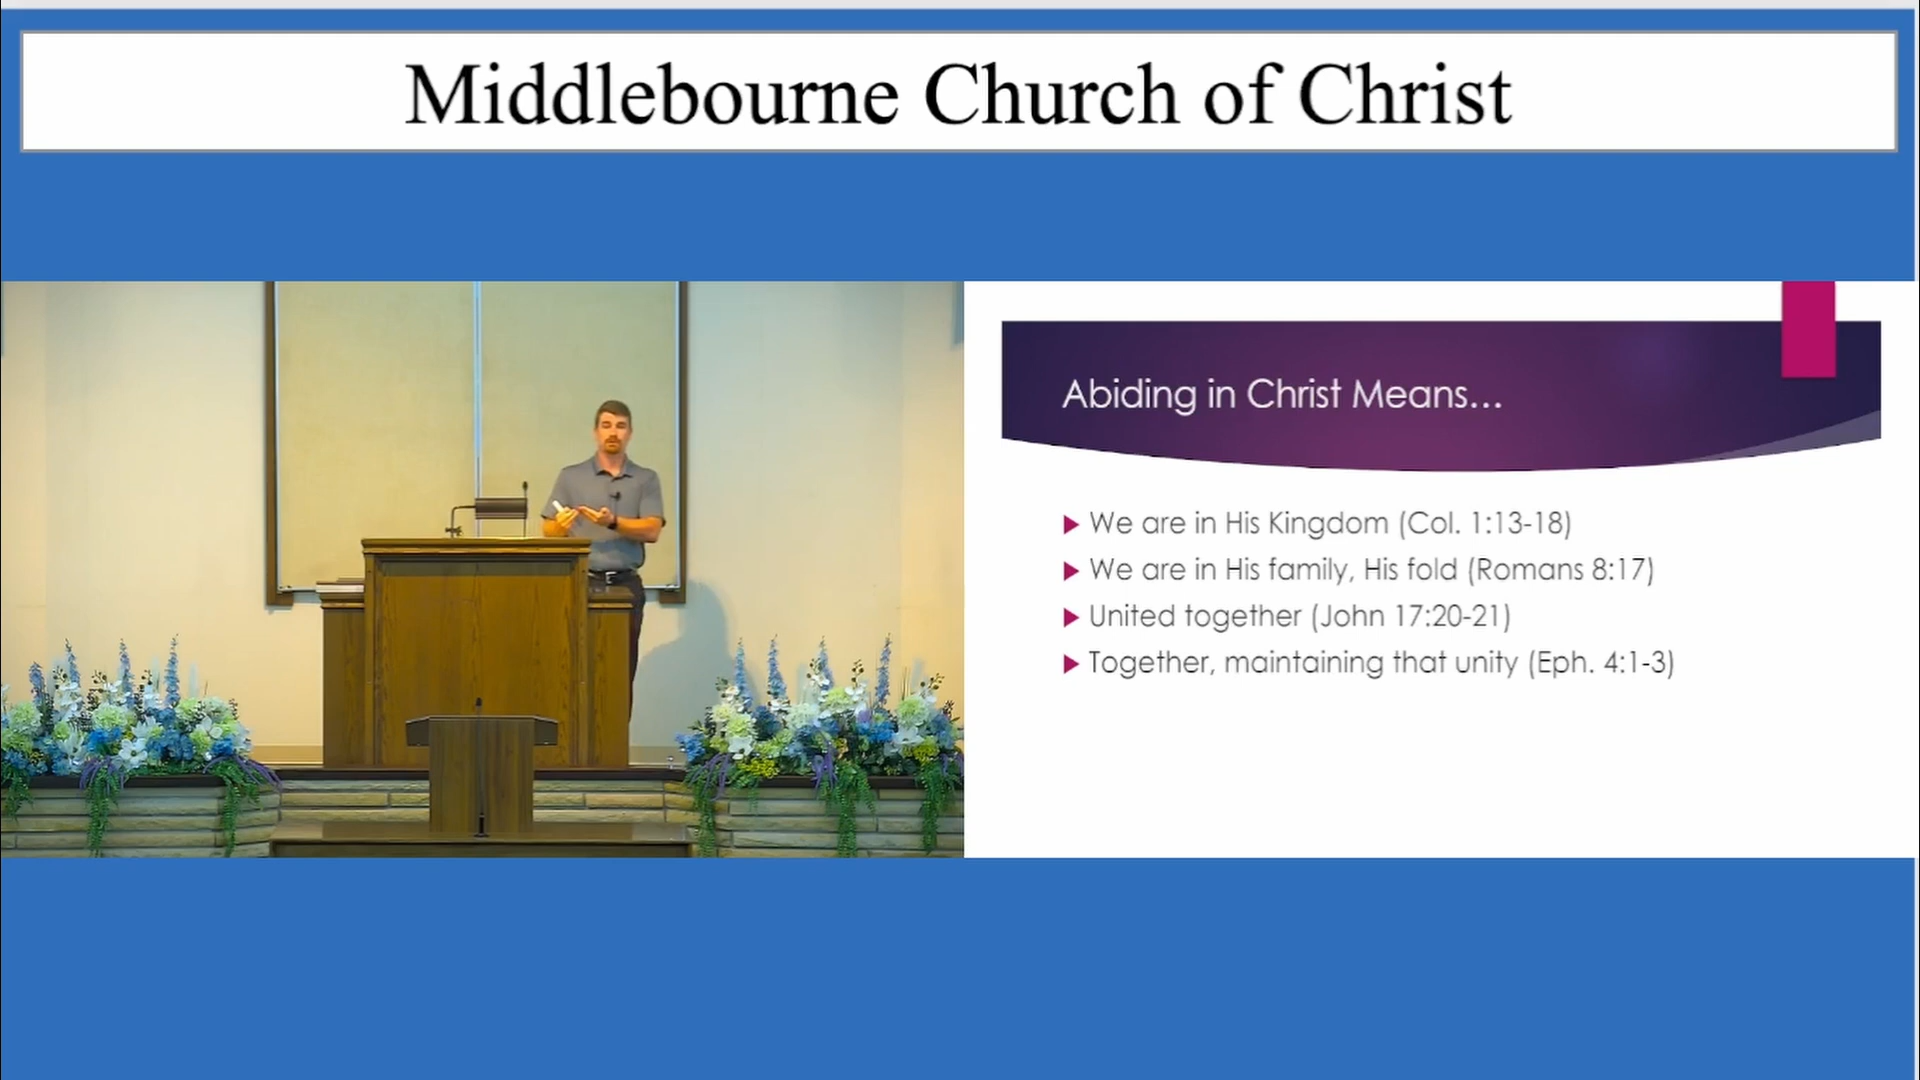 Middlebourne Church of Christ
Abiding in Christ Means...
We are in His Kingdom (Col. 1:13-18)
We are in His family, His fold (Romans 8:17)
United together (John 17:20-21)
Together, maintaining that unity (Eph. 4:1-3)